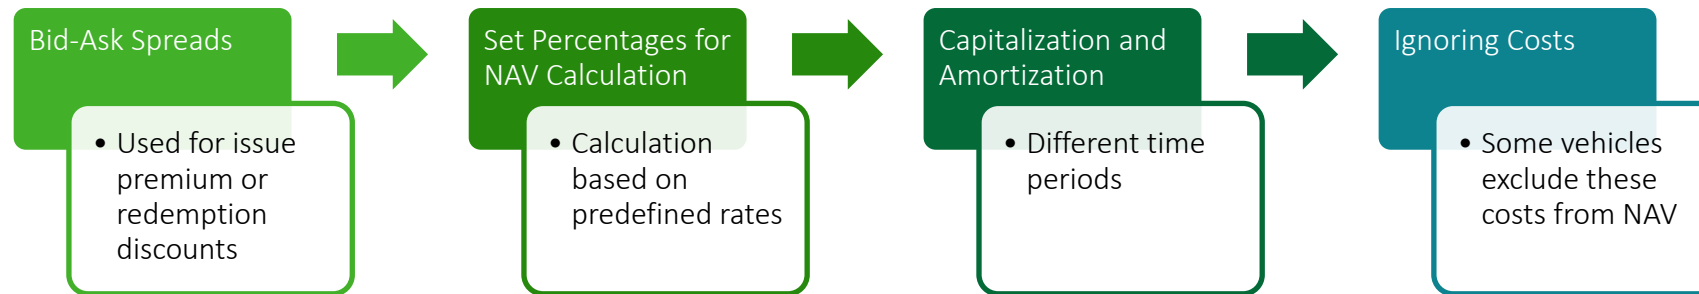 Bid-Ask Spreads
• Used for issue
premium or
redemption
discounts
Set Percentages for
NAV Calculation
• Calculation
based on
predefined rates
Capitalization and
Amortization
• Different time
periods
Ignoring Costs
• Some vehicles
exclude these
costs from NAV